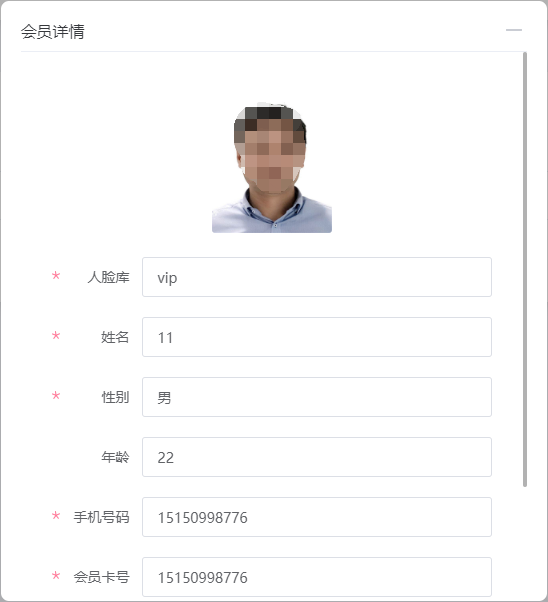 会员详情
* 人脸库 vip
* 姓名 11
* 性别 男
年龄 22
* 手机号码 15150998776
* 会员卡号 15150998776